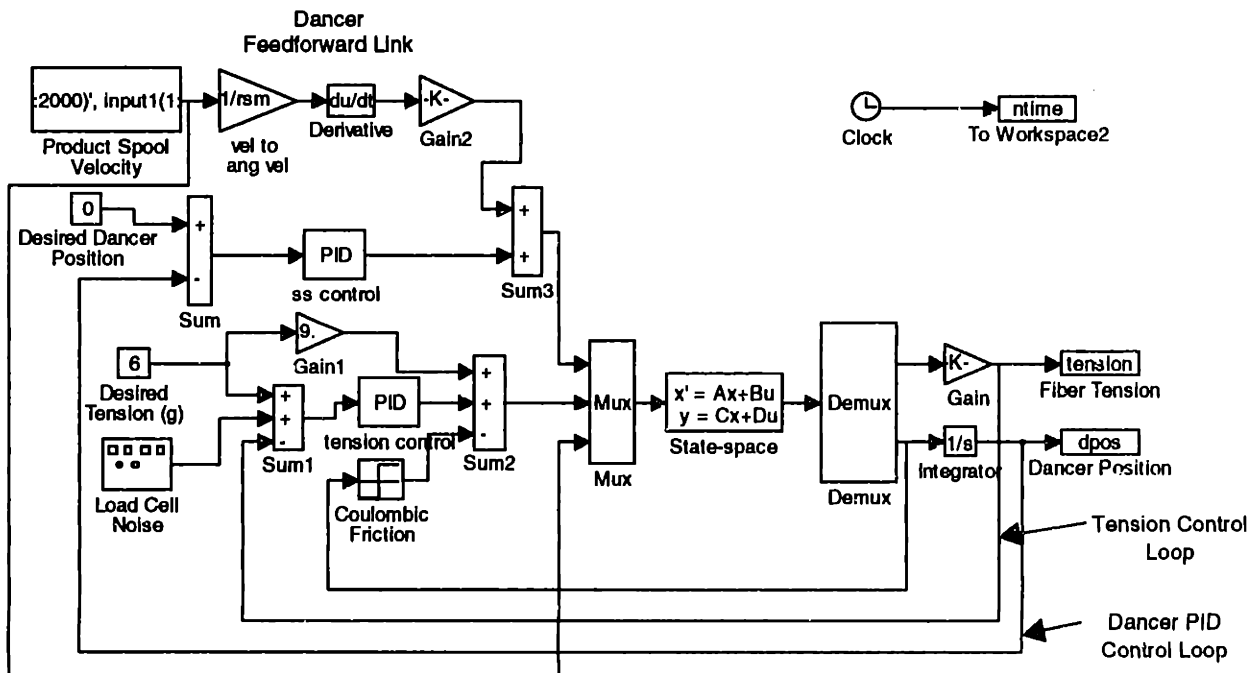 Dancer
Feedforward Link
:2000)', input1(1:
1/rsm
du/dt
-K-
ntime
Derivative
Gain2
Clock
To Workspace2
Product Spool
Velocity
vel to
ang vel
0
+
-
Desired Dancer
Position
PID
ss control
Sum
+
+
Sum3
9.
Gain1
6
Desired
Tension (g)
+
+
-
Sum1
PID
tension control
+
+
-
Sum2
Mux
Mux
x' = Ax+Bu
y = Cx+Du
State-space
Demux
Demux
K-
Gain
tension
Fiber Tension
1/s
Integrator
dpos
Dancer Position
Load Cell
Noise
Coulombic
Friction
Tension Control
Loop
Dancer PID
Control Loop